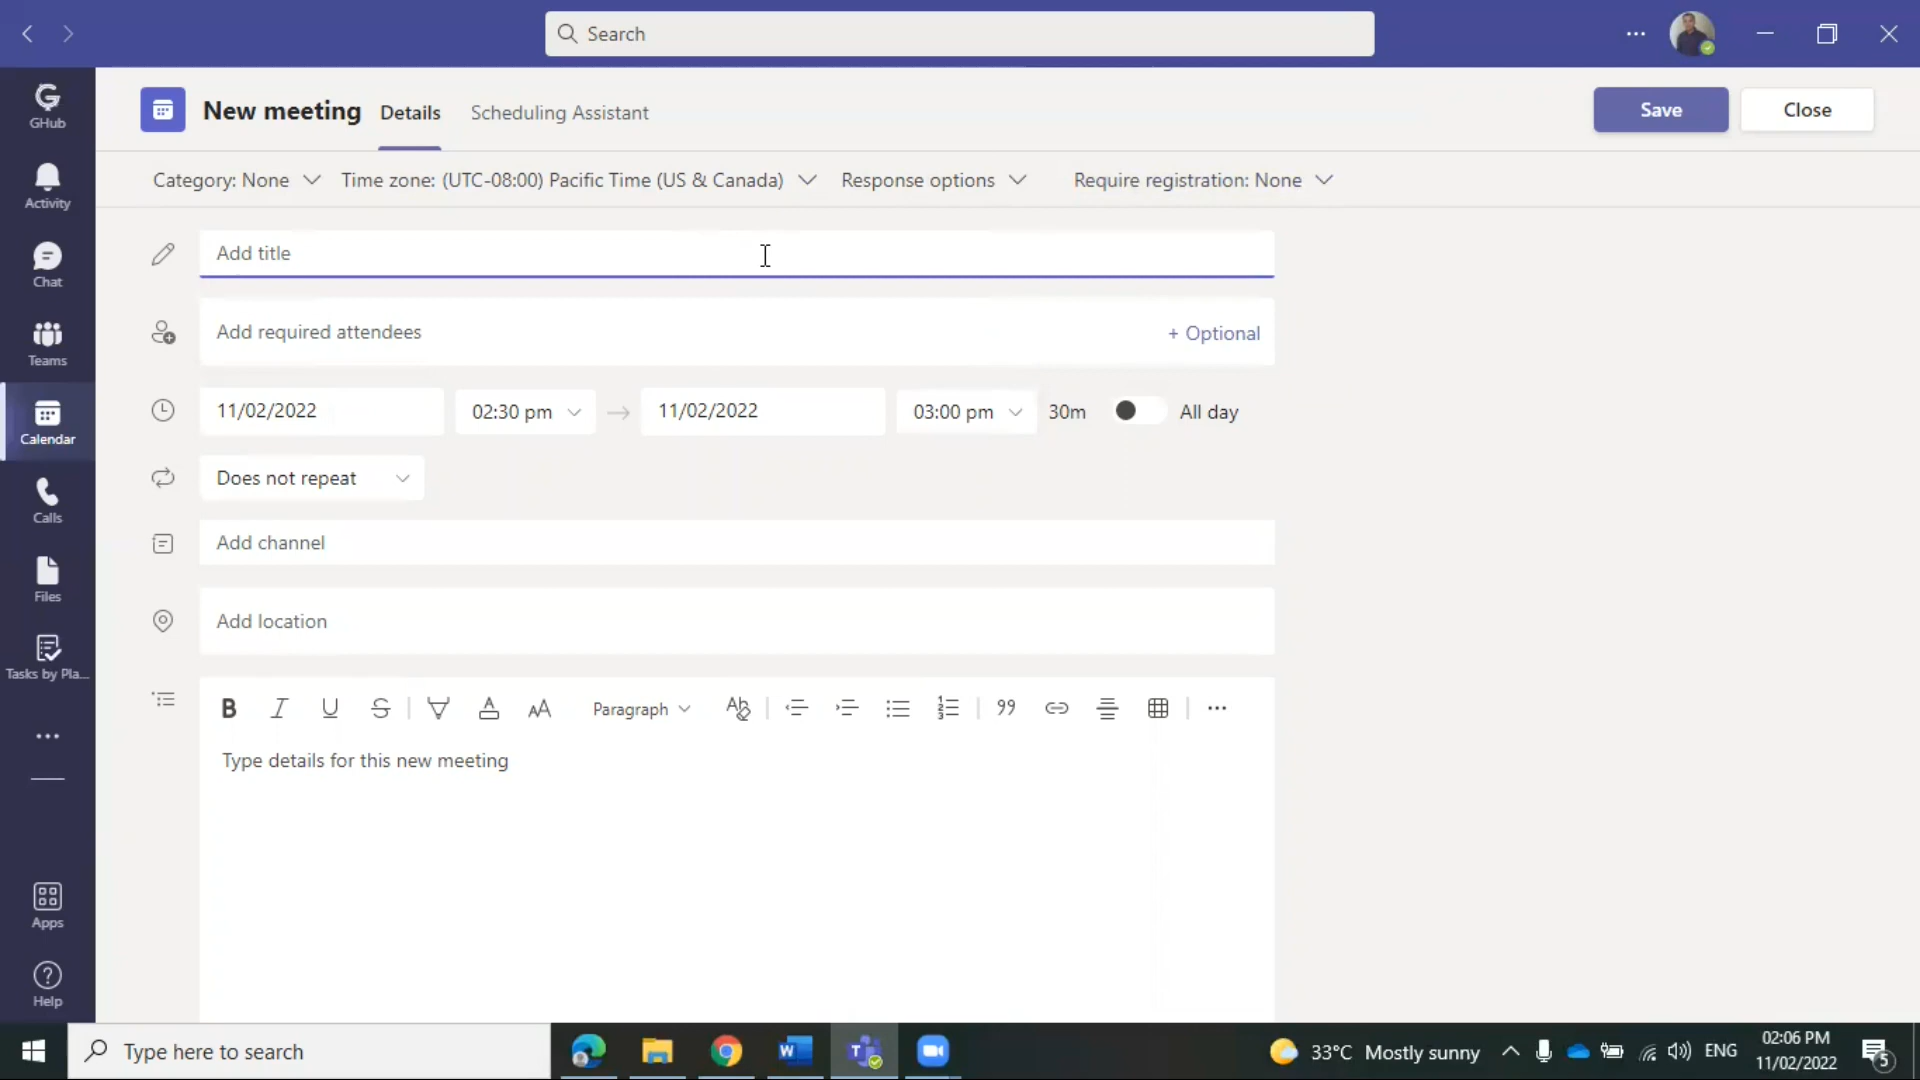 Search
New meeting
Details
Scheduling Assistant
Save
Close
Category: None
Time zone: (UTC-08:00) Pacific Time (US & Canada)
Response options
Require registration: None
GHub
Activity
Chat
Teams
Calendar
Calls
Files
Tasks by Pla...
Apps
Help
Add title
Add required attendees
+ Optional
11/02/2022
02:30 pm
11/02/2022
03:00 pm
30m
All day
Does not repeat
Add channel
Add location
Paragraph
Type details for this new meeting
Type here to search
33°C Mostly sunny
ENG
02:06 PM
11/02/2022
5